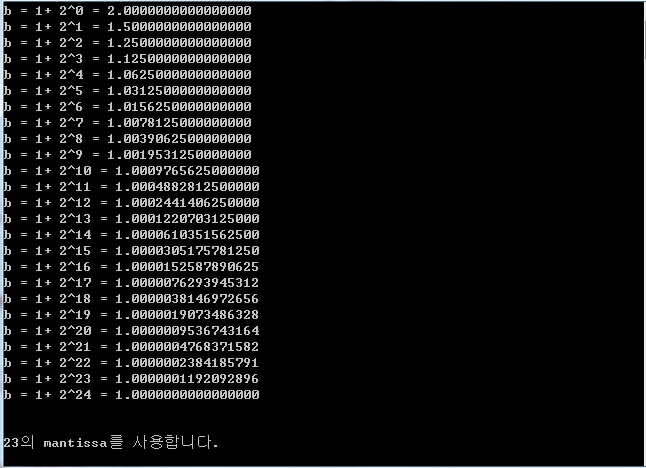 b = 1+ 2^0 = 2.0000000000000000
b = 1+ 2^1 = 1.5000000000000000
b = 1+ 2^2 = 1.2500000000000000
b = 1+ 2^3 = 1.1250000000000000
b = 1+ 2^4 = 1.0625000000000000
b = 1+ 2^5 = 1.0312500000000000
b = 1+ 2^6 = 1.0156250000000000
b = 1+ 2^7 = 1.0078125000000000
b = 1+ 2^8 = 1.0039062500000000
b = 1+ 2^9 = 1.0019531250000000
b = 1+ 2^10 = 1.0009765625000000
b = 1+ 2^11 = 1.0004882812500000
b = 1+ 2^12 = 1.0002441406250000
b = 1+ 2^13 = 1.0001220703125000
b = 1+ 2^14 = 1.0000610351562500
b = 1+ 2^15 = 1.0000305175781250
b = 1+ 2^16 = 1.0000152587890625
b = 1+ 2^17 = 1.0000076293945312
b = 1+ 2^18 = 1.0000038146972656
b = 1+ 2^19 = 1.0000019073486328
b = 1+ 2^20 = 1.0000009536743164
b = 1+ 2^21 = 1.0000004768371582
b = 1+ 2^22 = 1.0000002384185791
b = 1+ 2^23 = 1.0000001192092896
b = 1+ 2^24 = 1.0000000000000000
23의 mantissa를 사용합니다.